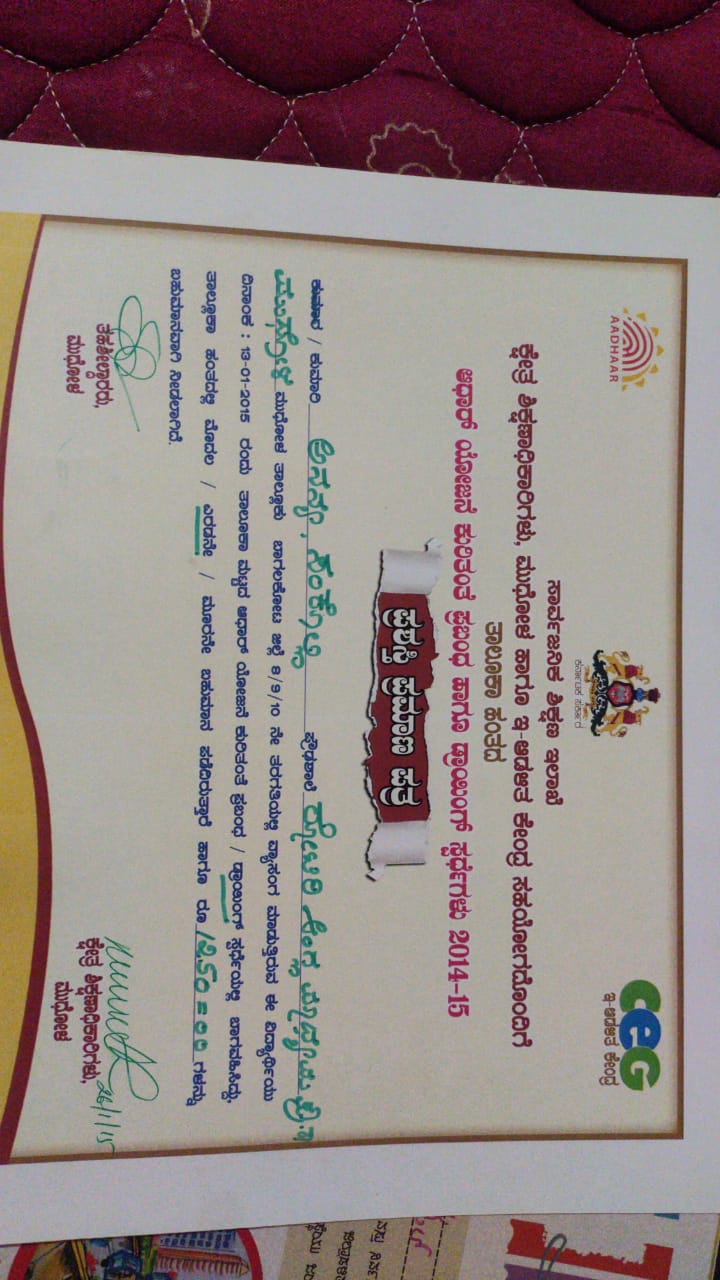 AADHAAR
CEG
ಇ-ಆಡಳಿತ ಕೇಂದ್ರ
ಕರ್ನಾಟಕ ಸರ್ಕಾರ
ಸಾರ್ವಜನಿಕ ಶಿಕ್ಷಣ ಇಲಾಖೆ
ಕ್ಷೇತ್ರ ಶಿಕ್ಷಣಾಧಿಕಾರಿಗಳು, ಮುಧೋಳ ಹಾಗೂ ಇ-ಆಡಳಿತ ಕೇಂದ್ರ ಸಹಯೋಗದೊಂದಿಗೆ
ತಾಲೂಕಾ ಹಂತದ
ಆಧಾರ್ ಯೋಜನೆ ಕುರಿತಂತೆ ಪ್ರಬಂಧ ಹಾಗೂ ಡ್ರಾಯಿಂಗ್ ಸ್ಪರ್ಧೆಗಳು 2014-15
ಪ್ರಶಸ್ತಿ ಪ್ರಮಾಣ ಪತ್ರ
ಕುಮಾರ / ಕುಮಾರಿ ಅನನ್ಯಾ. ಸಂಕೊಳ್ಳಿ ಪ್ರೌಢಶಾಲೆ ರೋಟರಿ ಆಂಗ್ಲ ಮಾಧ್ಯಮ
ಮುಧೋಳ ಮುಧೋಳ ತಾಲ್ಲೂಕು ಬಾಗಲಕೋಟ ಜಿಲ್ಲೆ 8/9/10 ನೇ ತರಗತಿಯಲ್ಲಿ ವ್ಯಾಸಂಗ ಮಾಡುತ್ತಿರುವ ಈ ವಿದ್ಯಾರ್ಥಿಯು
ದಿನಾಂಕ : 13-01-2015 ರಂದು ತಾಲೂಕಾ ಮಟ್ಟದ ಆಧಾರ್ ಯೋಜನೆ ಕುರಿತಂತೆ ಪ್ರಬಂಧ / ಡ್ರಾಯಿಂಗ್ ಸ್ಪರ್ಧೆಯಲ್ಲಿ ಬಾಗವಹಿಸಿದ್ದು,
ತಾಲ್ಲೂಕಾ ಹಂತದಲ್ಲಿ ಮೊದಲ / ಎರಡನೇ / ಮೂರನೇ ಬಹುಮಾನ ಪಡೆದಿರುತ್ತಾರೆ ಹಾಗೂ ರೂ 1250=00 ಗಳನ್ನು
ಬಹುಮಾನವಾಗಿ ನೀಡಲಾಗಿದೆ.
ತಹಶೀಲ್ದಾರರು,
ಮುಧೋಳ
26/1/15
ಕ್ಷೇತ್ರ ಶಿಕ್ಷಣಾಧಿಕಾರಿಗಳು,
ಮುಧೋಳ